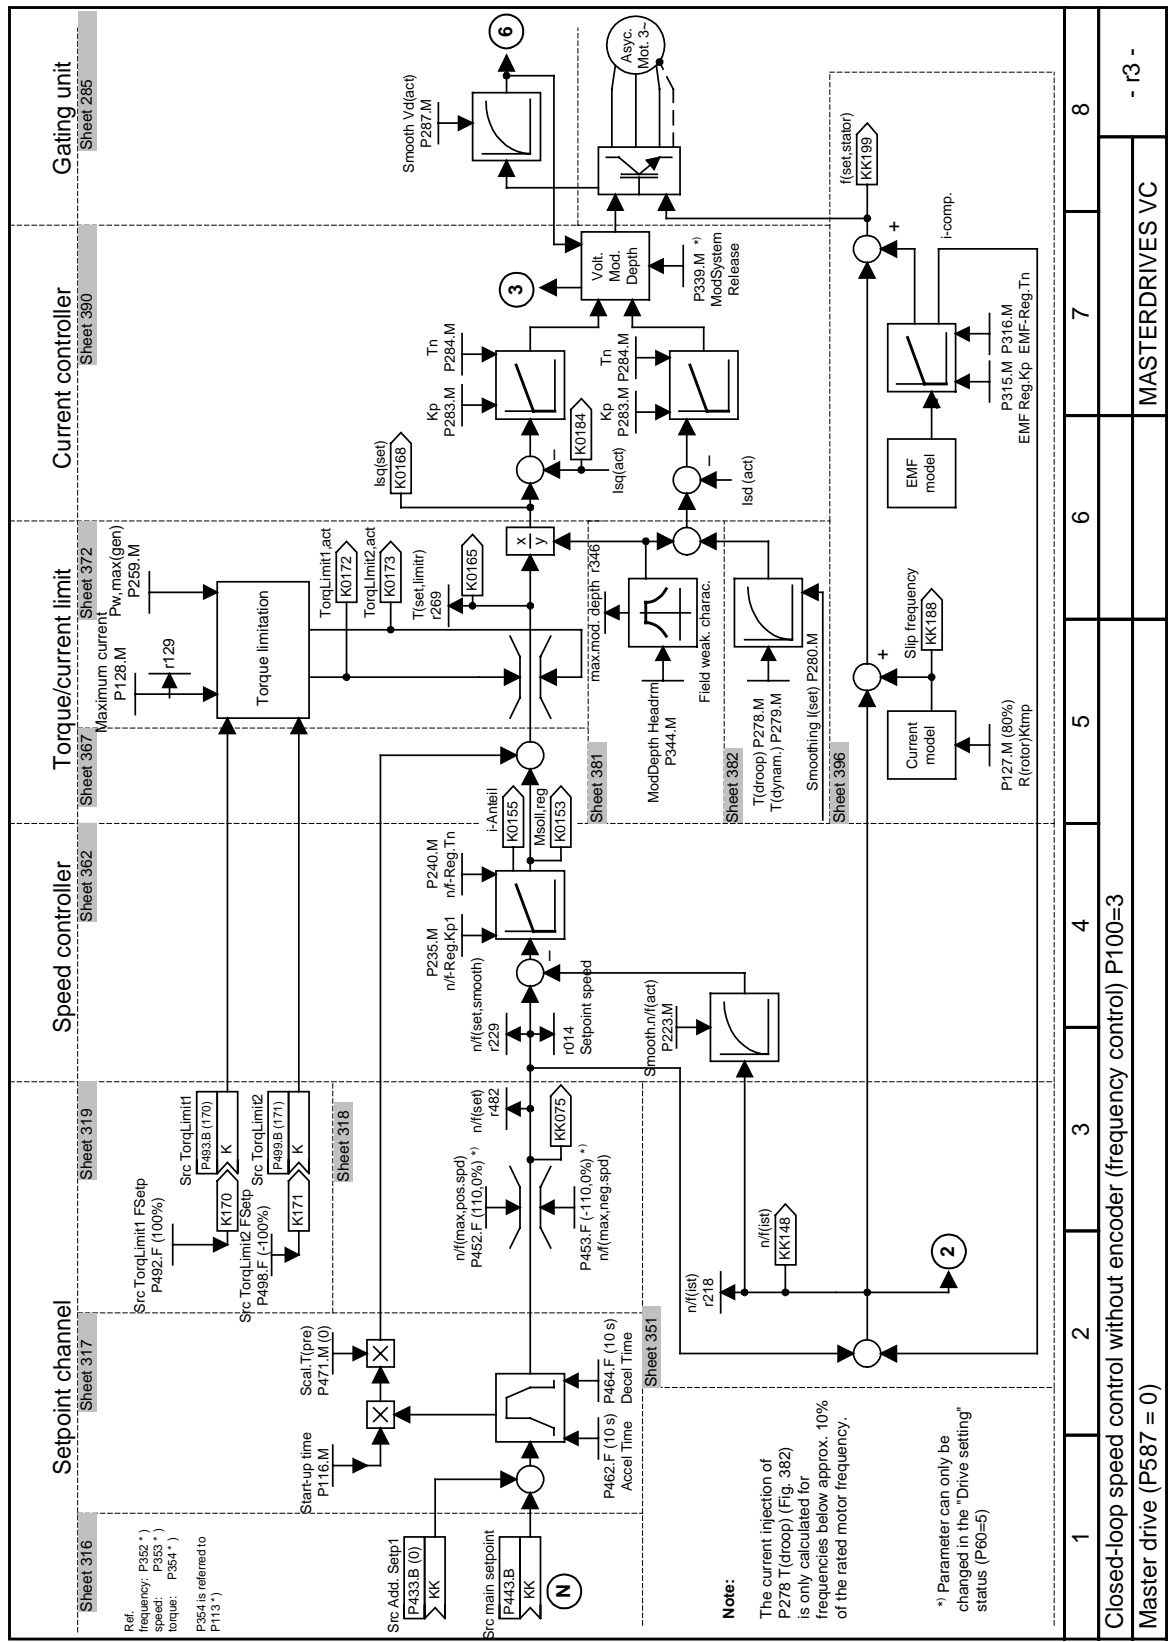 Setpoint channel
Speed controller
Torque/current limit
Current controller
Gating unit
Sheet 316
Sheet 317
Sheet 319
Sheet 362
Sheet 367
Sheet 372
Sheet 390
Sheet 285
Ref.
frequency: P352 * )
speed: P353 * )
torque: P354 * )
P354 is referred to
P113 *)
Src Add. Setp1
P433.B (0)
KK
Src main setpoint
P443.B
KK
N
Start-up time
P116.M
Scal.T(pre)
P471.M (0)
P462.F (10 s)
Accel Time
P464.F (10 s)
Decel Time
Src TorqLimit1 FSetp
P492.F (100%)
K170
Src TorqLimit1
P493.B (170)
K
Src TorqLimit2 FSetp
P498.F (-100%)
K171
Src TorqLimit2
P499.B (171)
K
Sheet 318
n/f(max,pos.spd)
P452.F (110,0%) *)
P453.F (-110,0%) *)
n/f(max,neg.spd)
n/f(set)
r482
KK075
n/f(set,smooth)
r229
r014
Setpoint speed
P235.M
n/f-Reg.Kp1
P240.M
n/f-Reg.Tn
i-Anteil
K0155
Msoll,reg
K0153
Smooth.n/f(act)
P223.M
Sheet 351
n/f(ist)
r218
n/f(ist)
KK148
2
Maximum current
P128.M
r129
Pw,max(gen)
P259.M
Torque limitation
TorqLimit1,act
K0172
TorqLImit2,act
K0173
T(set,limitr)
r269
K0165
x
y
Sheet 381
max.mod. depth r346
ModDepth Headrm
P344.M
Field weak. charac.
Sheet 382
T(droop) P278.M
T(dynam.) P279.M
Smoothing I(set) P280.M
Sheet 396
Isq(set)
K0168
Kp
P283.M
Tn
P284.M
K0184
Isq(act)
Kp
P283.M
Tn
P284.M
Isd (act)
3
Volt.
Mod.
Depth
P339.M *)
ModSystem
Release
Smooth Vd(act)
P287.M
6
Asyc.
Mot. 3~
Current
model
P127.M (80%)
R(rotor)Ktmp
Slip frequency
KK188
+
EMF
model
P315.M
EMF Reg.Kp
P316.M
EMF-Reg.Tn
i-comp.
+
f(set,stator)
KK199
Note:
The current injection of
P278 T(droop) (Fig. 382)
is only calculated for
frequencies below approx. 10%
of the rated motor frequency.
*) Parameter can only be
changed in the "Drive setting"
status (P60=5)
1 2 3 4 5 6 7 8
Closed-loop speed control without encoder (frequency control) P100=3
- r3 -
Master drive (P587 = 0)
MASTERDRIVES VC